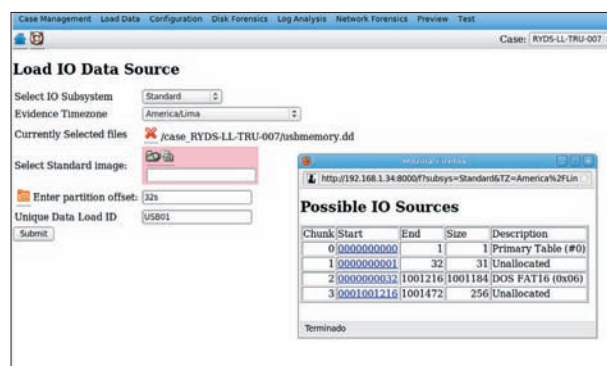 Case Management Load Data Configuration Disk Forensics Log Analysis Network Forensics Preview Test
Case: RYDS-LL-TRU-007
Load IO Data Source
Select IO Subsystem Standard
Evidence Timezone America/Lima
Currently Selected files /case_RYDS-LL-TRU-007/usbmemory.dd
Select Standard image:
Enter partition offset: 32s
Unique Data Load ID USB01
Submit
Mozilla Firefox
http://192.168.1.34:8000/f?subsys=Standard&TZ=America%2FLin
Possible IO Sources
Chunk Start End Size Description
0 0000000000 1 1 Primary Table (#0)
1 0000000001 32 31 Unallocated
2 0000000032 1001216 1001184 DOS FAT16 (0x06)
3 0001001216 1001472 256 Unallocated
Terminado